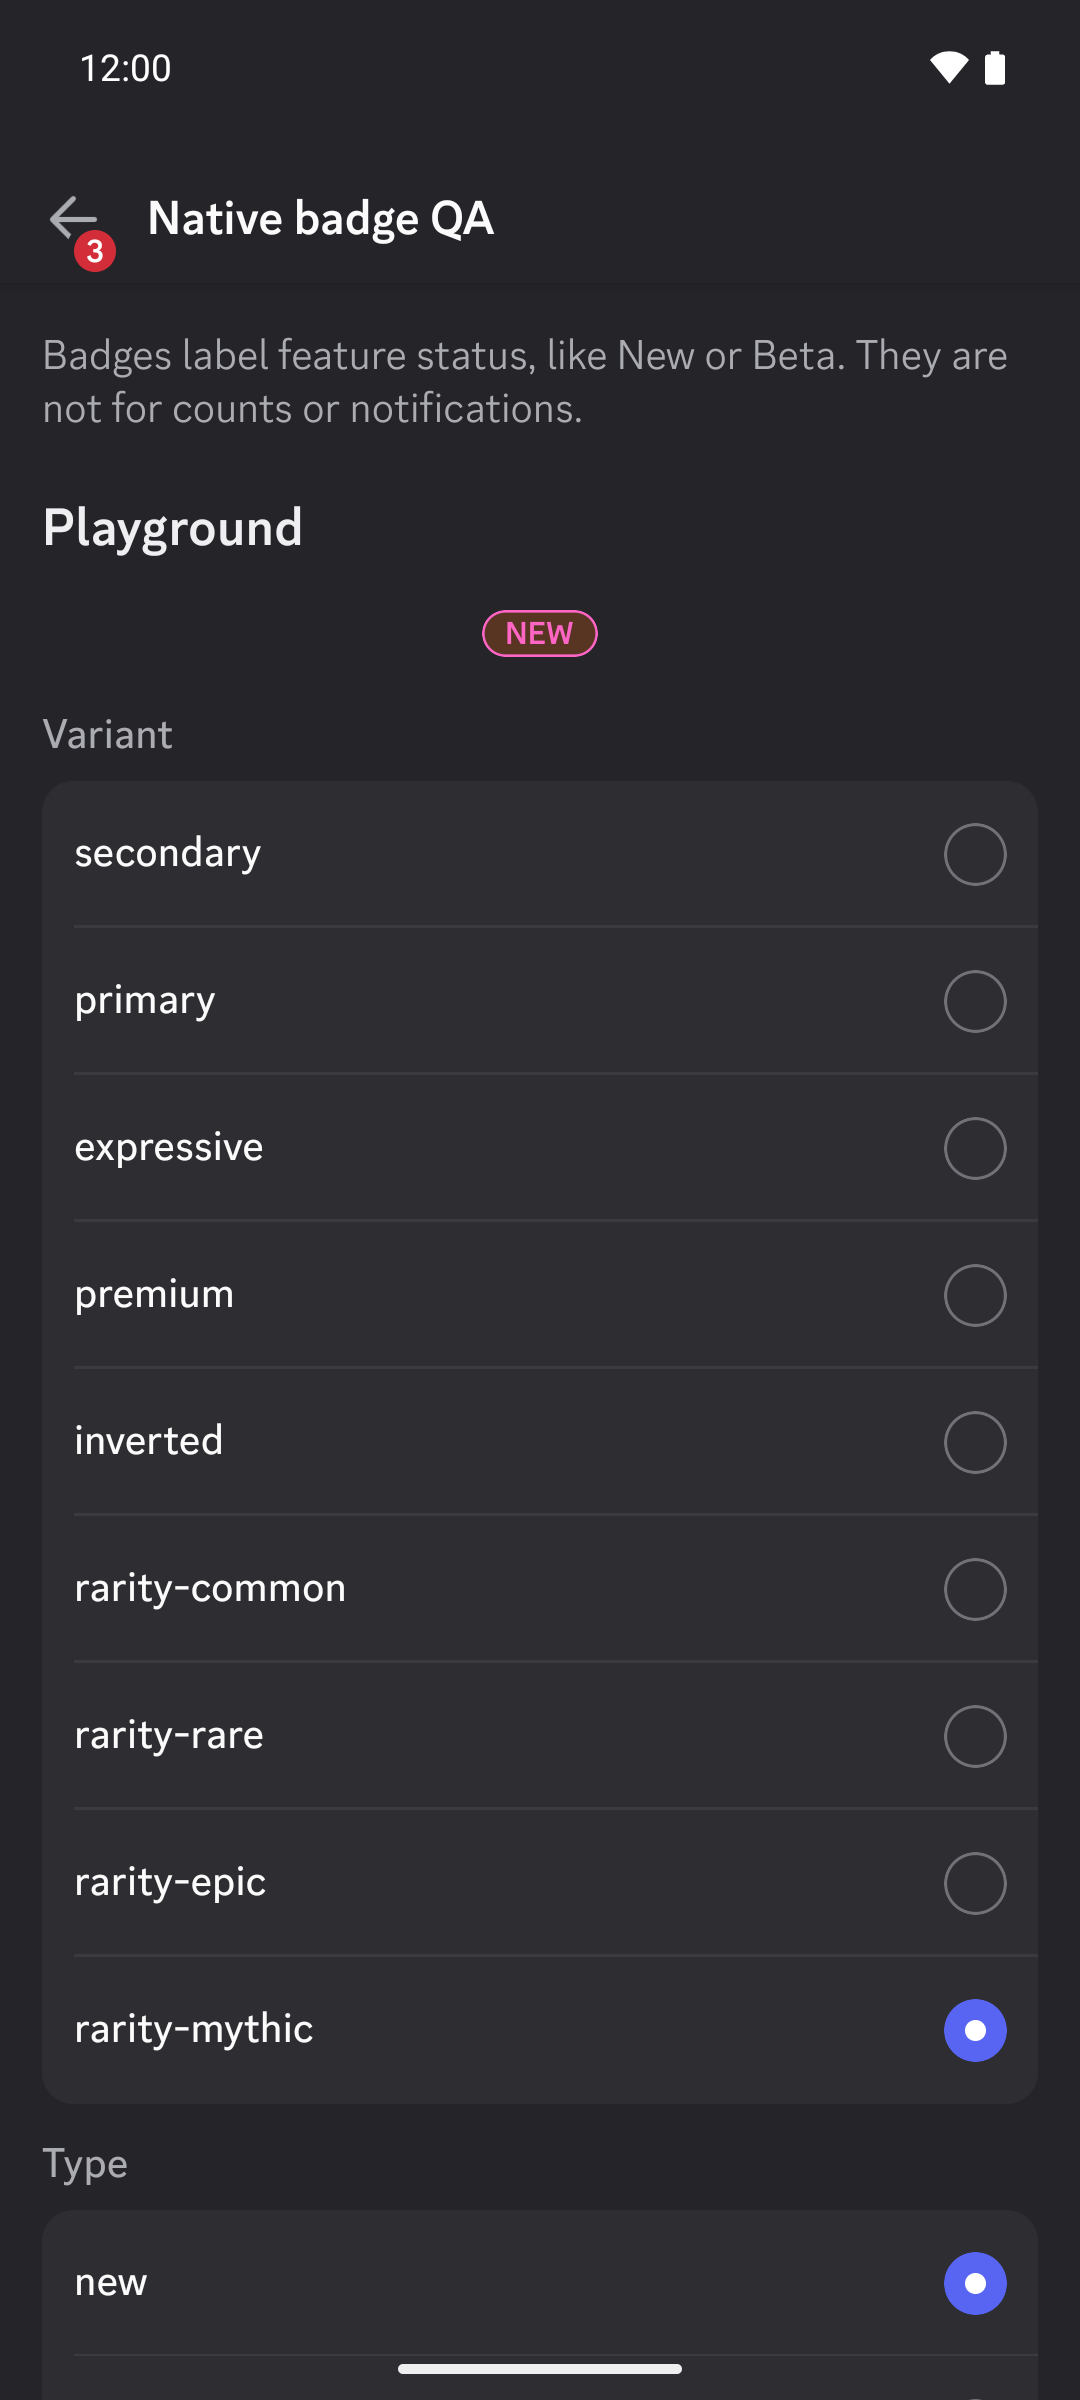 12:00
3
Native badge QA
Badges label feature status, like New or Beta. They are
not for counts or notifications.
Playground
NEW
Variant
secondary
primary
expressive
premium
inverted
rarity-common
rarity-rare
rarity-epic
rarity-mythic
Type
new